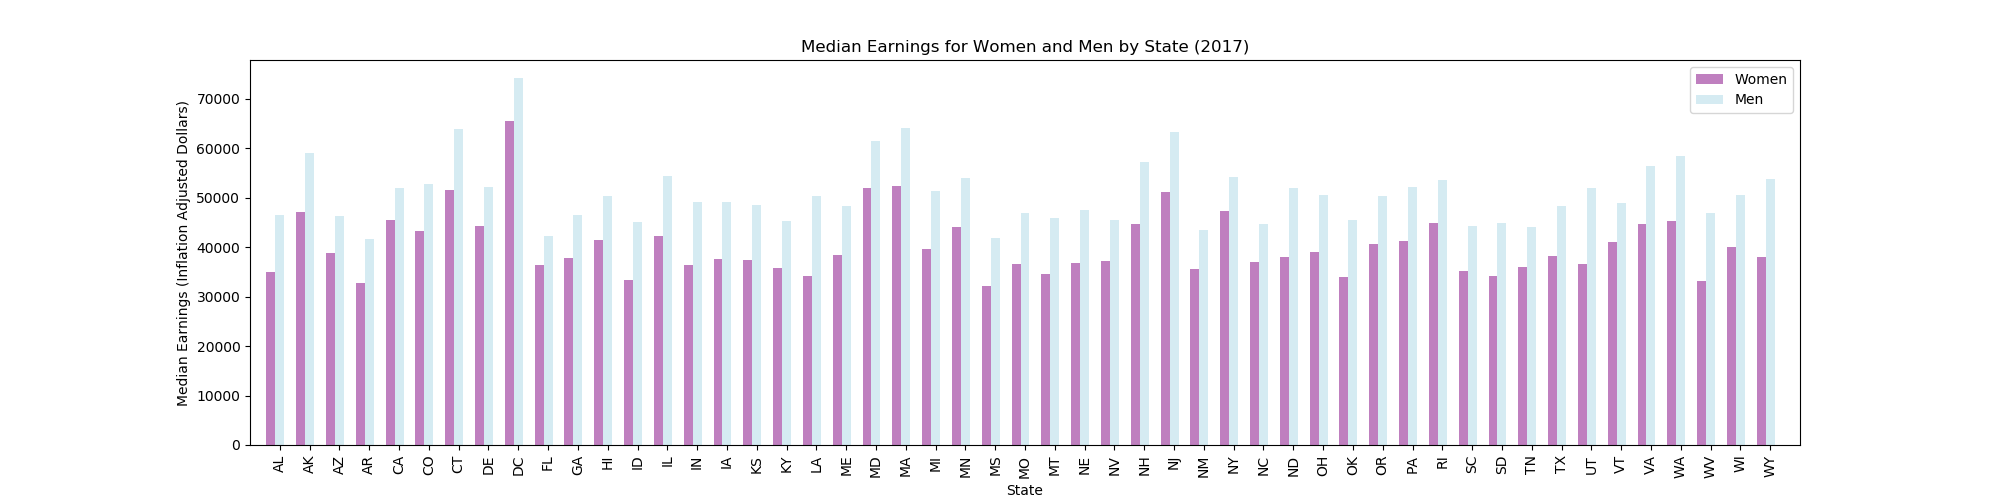 Median Earnings for Women and Men by State (2017)
Women
Men
Median Earnings (Inflation Adjusted Dollars)
70000
60000
50000
40000
30000
20000
10000
0
AL AK AZ AR CA CO CT DE DC FL GA HI ID IL IN IA KS KY LA ME MD MA MI MN MS MO MT NE NV NH NJ NM NY NC ND OH OK OR PA RI SC SD TN TX UT VT VA WA WV WI WY
State